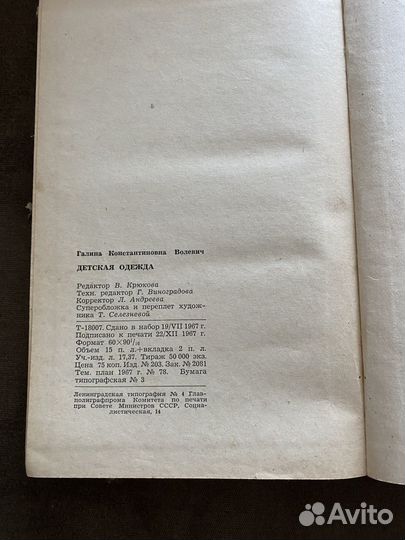 Галина Константиновна Волевич
ДЕТСКАЯ ОДЕЖДА
Редактор В. Крюкова
Техн. редактор Г. Виноградова
Корректор Л. Андреева
Суперобложка и переплет худож-
ника Т. Селезневой
Т-18007. Сдано в набор 19/VII 1967 г.
Подписано к печати 22/XII 1967 г.
Формат 60×90¹/₁₆
Объем 15 п. л.+вкладка 2 п. л.
Уч.-изд. л. 17,37. Тираж 50 000 экз.
Цена 75 коп. Изд. № 203. Зак. № 2081
Тем. план 1967 г. № 78. Бумага
типографская № 3
Ленинградская типография № 4 Глав-
полиграфпрома Комитета по печати
при Совете Министров СССР, Социа-
листическая, 14
Avito